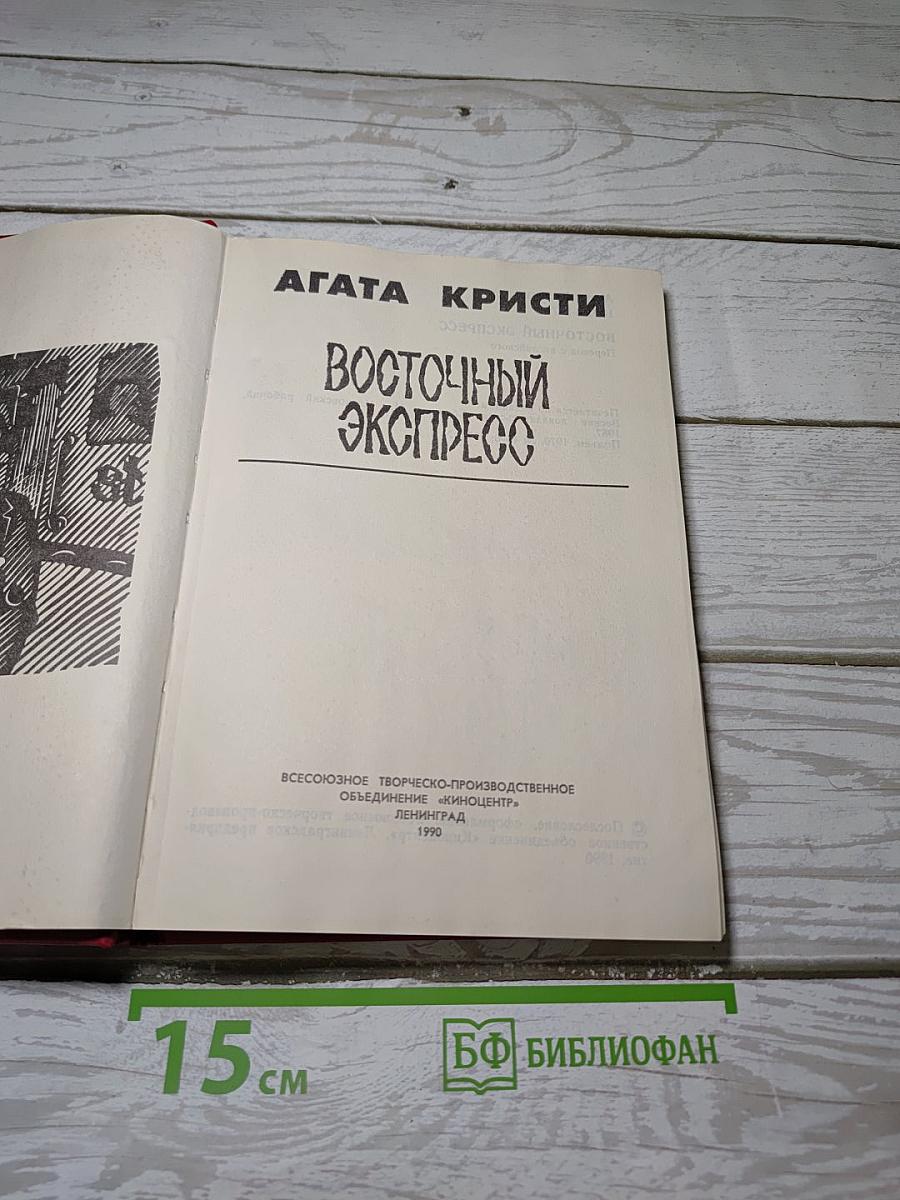 АГАТА КРИСТИ
ВОСТОЧНЫЙ
ЭКСПРЕСС
ВСЕСОЮЗНОЕ ТВОРЧЕСКО-ПРОИЗВОДСТВЕННОЕ
ОБЪЕДИНЕНИЕ «КИНОЦЕНТР»
ЛЕНИНГРАД
1990
15 см
БФ БИБЛИОФАН